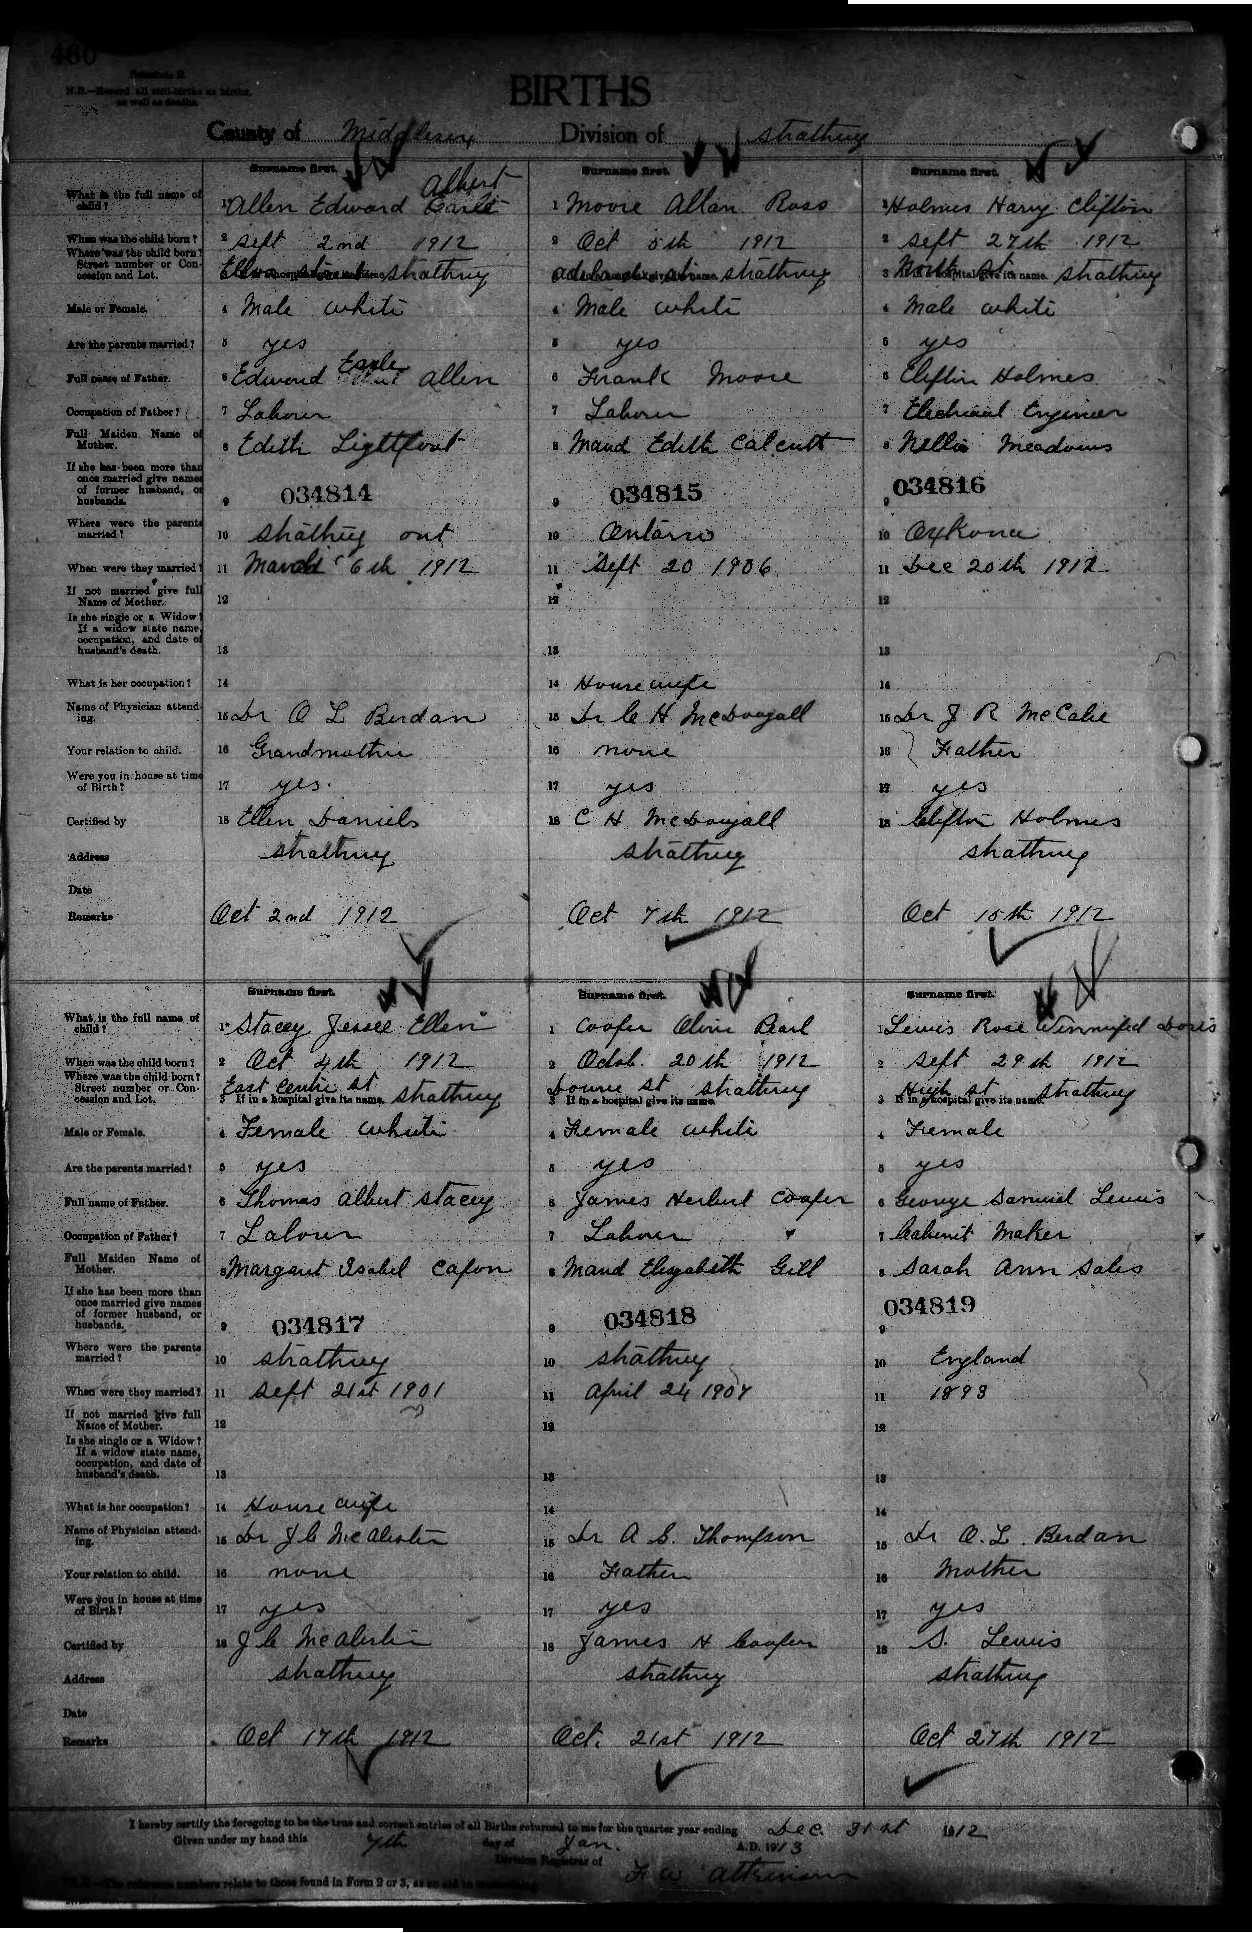 460
Schedule B.
N.B.—Record all still-births as births,
as well as deaths.
BIRTHS
County of Middlesex Division of Strathroy
What is the full name of child?
When was the child born?
Where was the child born? Street number or Concession and Lot.
Male or Female.
Are the parents married?
Full name of Father.
Occupation of Father?
Full Maiden Name of Mother.
If she has been more than once married give names of former husband, or husbands.
Where were the parents married?
When were they married?
If not married give full Name of Mother.
Is she single or a Widow? If a widow state name, occupation, and date of husband's death.
What is her occupation?
Name of Physician attending.
Your relation to child.
Were you in house at time of Birth?
Certified by
Address
Date
Remarks
Surname first.
Albert
1 Allen Edward Earle
2 Sept 2nd 1912
3 st Strathroy
4 Male White
5 yes
Earle
6 Edward Allen
7 Labourer
8 Edith Lightfoot
9 034814
10 Strathroy Ont
11 March 6th 1912
12
13
14
15 Dr O L Berdan
16 Grandmother
17 yes.
18 Ellen Daniels
Strathroy
Oct 2nd 1912
Surname first.
1 Moore Allan Ross
2 Oct 5th 1912
3 st Strathroy
4 Male White
5 yes
6 Frank Moore
7 Labourer
8 Maud Edith Calcutt
9 034815
10 Ontario
11 Sept 20 1906
12
13
14 Housewife
15 Dr C H McDougall
16 none
17 yes
18 C H McDougall
Strathroy
Oct 7th 1912
Surname first.
1 Holmes Harry Clifton
2 Sept 27th 1912
3 North St Strathroy
4 Male White
5 yes
6 Clifton Holmes
7 Electrical Engineer
8 Nellie Meadows
9 034816
10
11 Dec 20th 1912
12
13
14
15 Dr J R McCabe
16 Father
17 yes
18 Clifton Holmes
Strathroy
Oct 15th 1912
What is the full name of child?
When was the child born?
Where was the child born? Street number or Concession and Lot.
Male or Female.
Are the parents married?
Full name of Father.
Occupation of Father?
Full Maiden Name of Mother.
If she has been more than once married give names of former husband, or husbands.
Where were the parents married?
When were they married?
If not married give full Name of Mother.
Is she single or a Widow? If a widow state name, occupation, and date of husband's death.
What is her occupation?
Name of Physician attending.
Your relation to child.
Were you in house at time of Birth?
Certified by
Address
Date
Remarks
Surname first.
1 Stacey Jessee Ellen
2 Oct 4th 1912
East Centre St
3 If in a hospital give its name. Strathroy
4 Female White
5 yes
6 Thomas Albert Stacey
7 Labour
8 Margaret Isabel Capon
9 034817
10 Strathroy
11 Sept 21st 1901
12
13
14 Housewife
15 Dr J C McAlister
16 none
17 yes
18 J C McAlister
Strathroy
Oct 17th 1912
Surname first.
1 Cooper Olive Pearl
2 Octob. 20th 1912
Downie St Strathroy
3 If in a hospital give its name.
4 Female White
5 yes
6 James Herbert Cooper
7 Labour
8 Maud Elizabeth Gill
9 034818
10 Strathroy
11 April 24 1907
12
13
14
15 Dr A S. Thompson
16 Father
17 yes
18 James H Cooper
Strathroy
Oct. 21st 1912
Surname first.
1 Lewis Rose Winnifred Doris
2 Sept 29th 1912
High St Strathroy
3 If in a hospital give its name.
4 Female
5 yes
6 George Samuel Lewis
7 Cabinet Maker
8 Sarah Ann Sales
9 034819
10 England
11 1893
12
13
14
15 Dr O. L. Berdan
16 Mother
17 yes
18 S. Lewis
Strathroy
Oct 27th 1912
I hereby certify the foregoing to be the true and correct entries of all Births returned to me for the quarter year ending Dec. 31st 1912
Given under my hand this 7th day of Jan. A.D. 1913
Division Registrar of
F W Atkinson
N.B.—The reference numbers relate to those found in Form 2 or 3, as an aid to